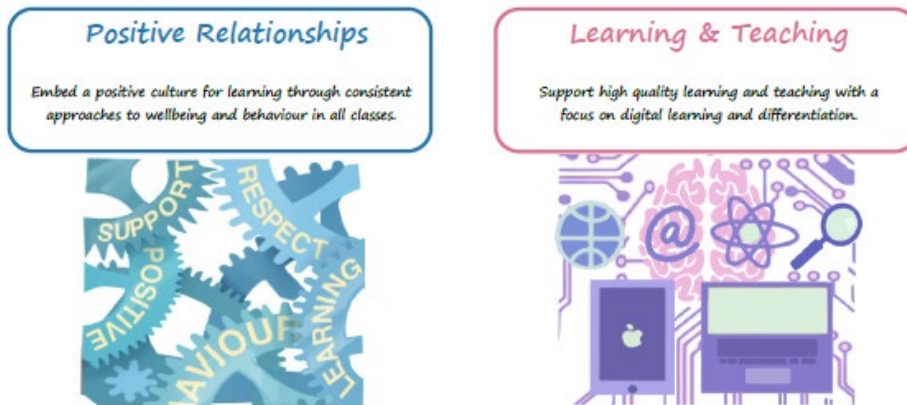 Positive Relationships
Embed a positive culture for learning through consistent
approaches to wellbeing and behaviour in all classes.
SUPPORT
RESPECT
POSITIVE
LEARNING
AVIOUR
Learning & Teaching
Support high quality learning and teaching with a
focus on digital learning and differentiation.
@